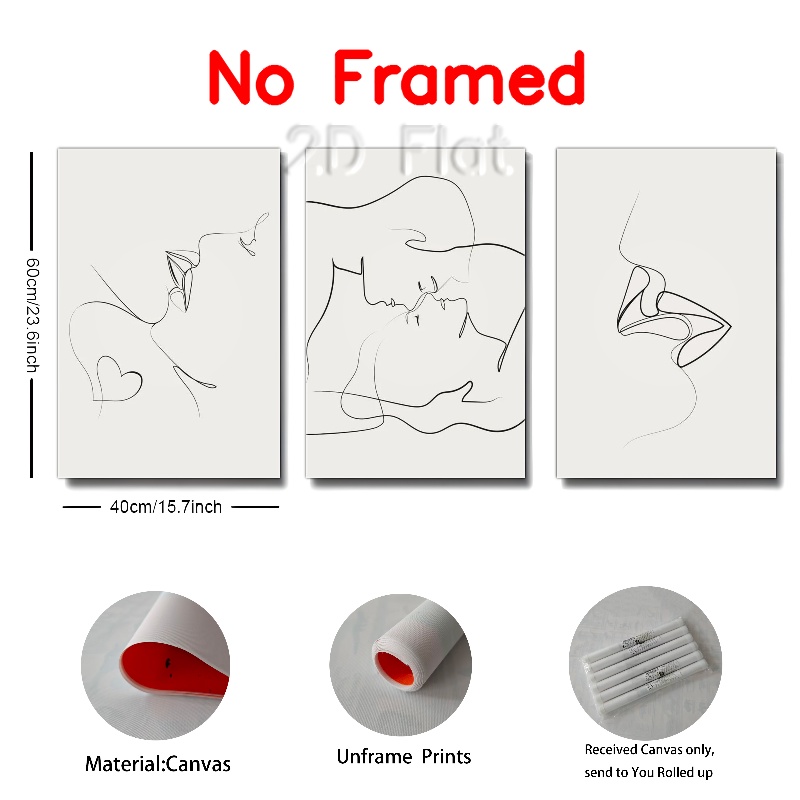 No Framed
2D Flat
60cm/23.6inch
40cm/15.7inch
Material:Canvas
Unframe Prints
Received Canvas only,
send to You Rolled up